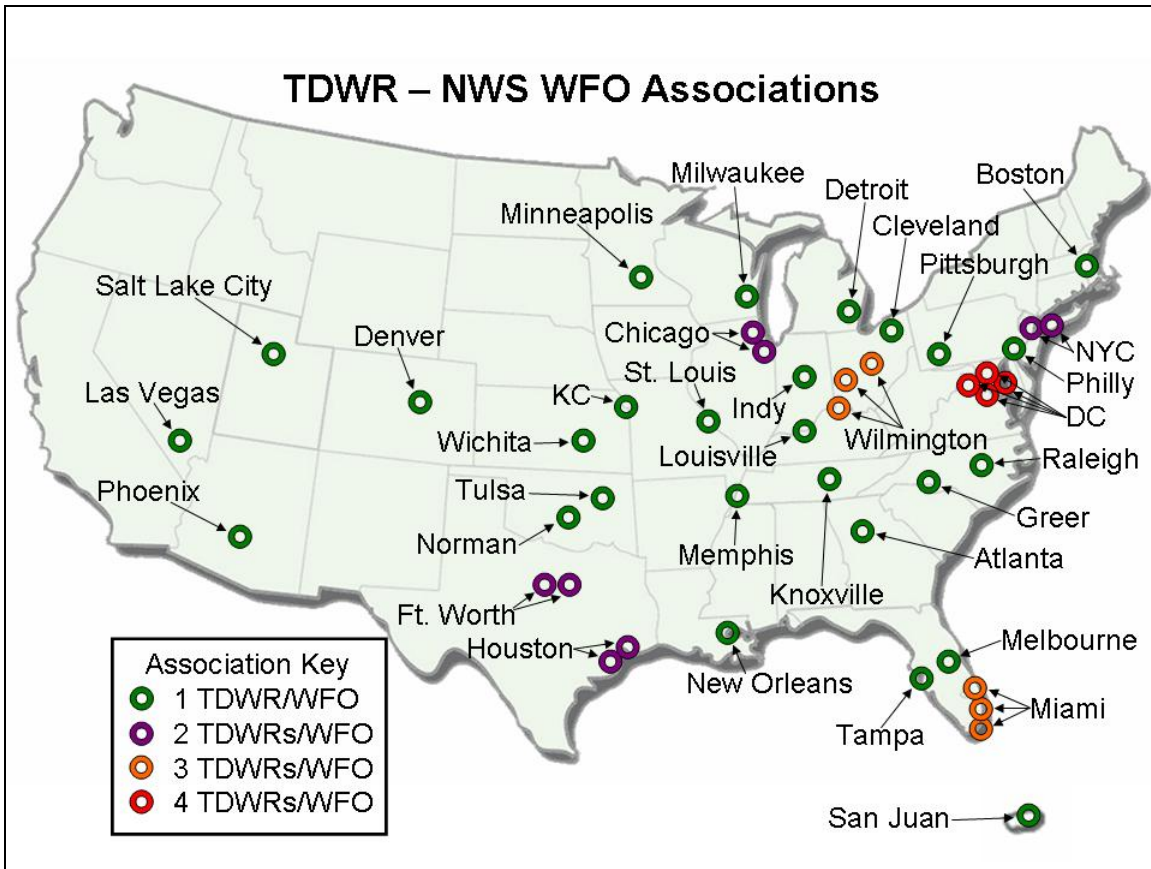 TDWR – NWS WFO Associations
Milwaukee
Boston
Detroit
Minneapolis
Cleveland
Pittsburgh
Salt Lake City
Denver
Chicago
NYC
St. Louis
Philly
Las Vegas
KC
Indy
DC
Wichita
Louisville
Wilmington
Raleigh
Phoenix
Tulsa
Greer
Norman
Memphis
Atlanta
Knoxville
Ft. Worth
Houston
Melbourne
New Orleans
Miami
Tampa
San Juan
Association Key
1 TDWR/WFO
2 TDWRs/WFO
3 TDWRs/WFO
4 TDWRs/WFO